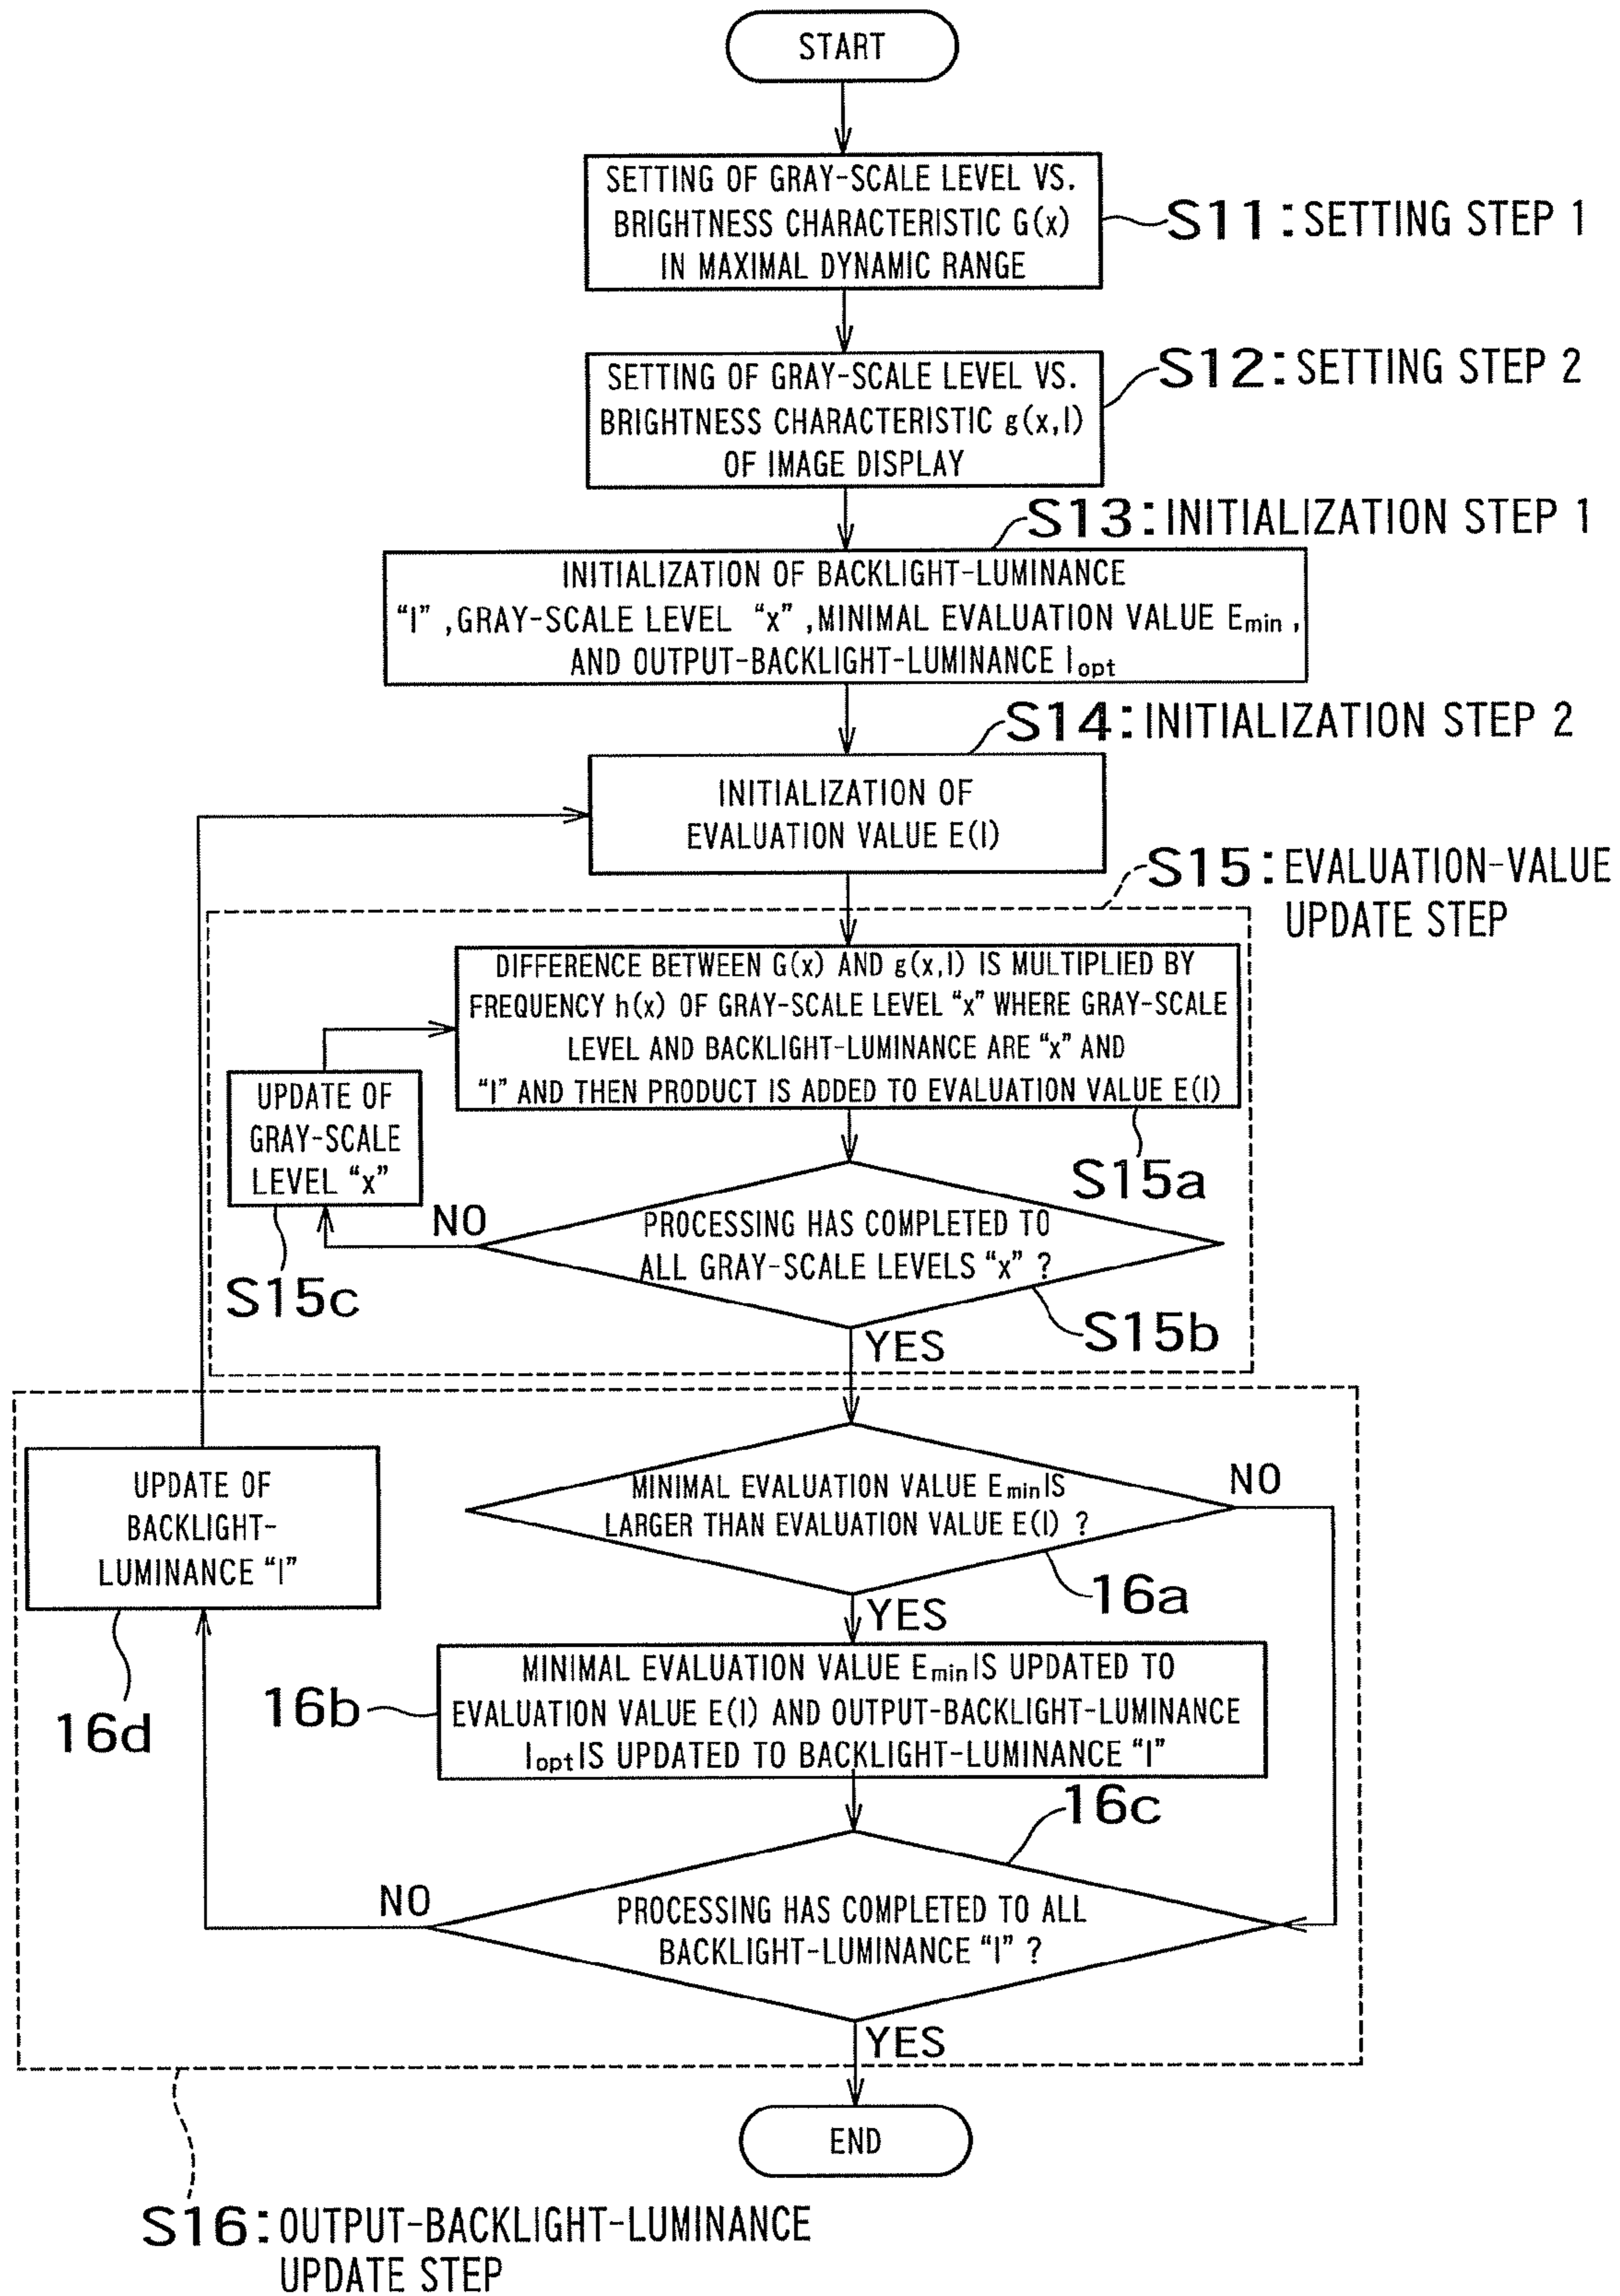 START
SETTING OF GRAY-SCALE LEVEL VS.
BRIGHTNESS CHARACTERISTIC G(x)
IN MAXIMAL DYNAMIC RANGE
S11: SETTING STEP 1
SETTING OF GRAY-SCALE LEVEL VS.
BRIGHTNESS CHARACTERISTIC g(x,I)
OF IMAGE DISPLAY
S12: SETTING STEP 2
S13: INITIALIZATION STEP 1
INITIALIZATION OF BACKLIGHT-LUMINANCE
“I”, GRAY-SCALE LEVEL “x”, MINIMAL EVALUATION VALUE Emin,
AND OUTPUT-BACKLIGHT-LUMINANCE Iopt
S14: INITIALIZATION STEP 2
INITIALIZATION OF
EVALUATION VALUE E(I)
S15: EVALUATION-VALUE
UPDATE STEP
DIFFERENCE BETWEEN G(x) AND g(x,I) IS MULTIPLIED BY
FREQUENCY h(x) OF GRAY-SCALE LEVEL “x” WHERE GRAY-SCALE
LEVEL AND BACKLIGHT-LUMINANCE ARE “x” AND
“I” AND THEN PRODUCT IS ADDED TO EVALUATION VALUE E(I)
S15a
UPDATE OF
GRAY-SCALE
LEVEL “x”
S15c
NO
PROCESSING HAS COMPLETED TO
ALL GRAY-SCALE LEVELS “x” ?
S15b
YES
UPDATE OF
BACKLIGHT-
LUMINANCE “I”
16d
MINIMAL EVALUATION VALUE Emin IS
LARGER THAN EVALUATION VALUE E(I) ?
NO
16a
YES
16b
MINIMAL EVALUATION VALUE Emin IS UPDATED TO
EVALUATION VALUE E(I) AND OUTPUT-BACKLIGHT-LUMINANCE
Iopt IS UPDATED TO BACKLIGHT-LUMINANCE “I”
16c
NO
PROCESSING HAS COMPLETED TO ALL
BACKLIGHT-LUMINANCE “I” ?
YES
END
S16: OUTPUT-BACKLIGHT-LUMINANCE
UPDATE STEP